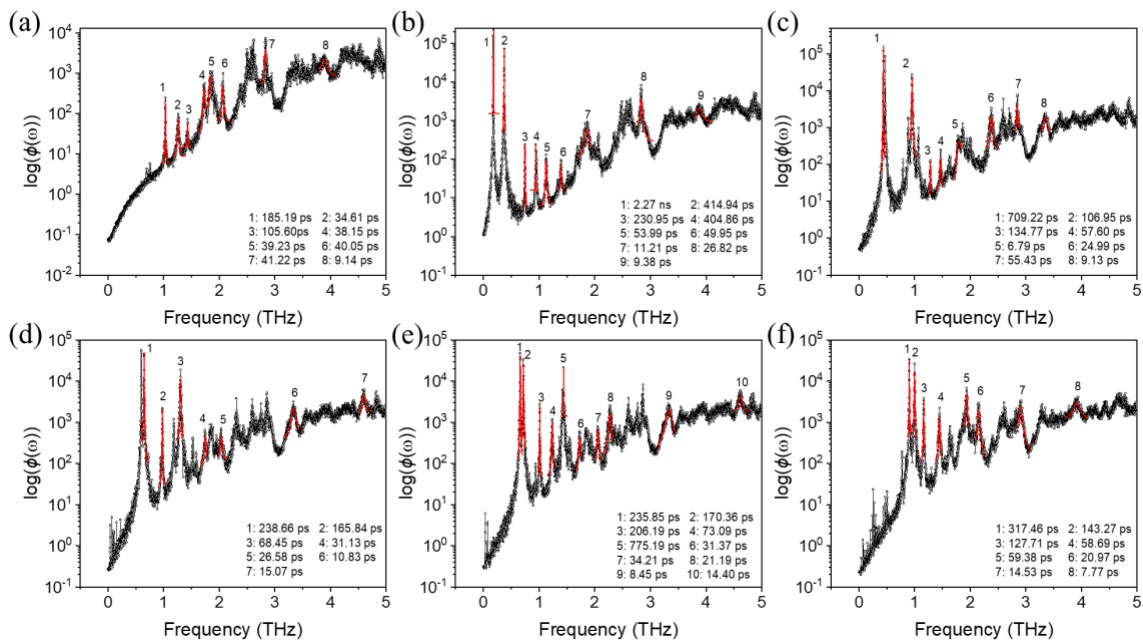 (a)
log(ϕ(ω))
10⁴
10³
10²
10¹
10⁰
10⁻¹
10⁻²
1
2
3
4
5
6
7
8
1: 185.19 ps 2: 34.61 ps
3: 105.60ps 4: 38.15 ps
5: 39.23 ps 6: 40.05 ps
7: 41.22 ps 8: 9.14 ps
0 1 2 3 4 5
Frequency (THz)
(b)
log(ϕ(ω))
10⁵
10⁴
10³
10²
10¹
10⁰
10⁻¹
1
2
3
4
5
6
7
8
9
1: 2.27 ns 2: 414.94 ps
3: 230.95 ps 4: 404.86 ps
5: 53.99 ps 6: 49.95 ps
7: 11.21 ps 8: 26.82 ps
9: 9.38 ps
0 1 2 3 4 5
Frequency (THz)
(c)
log(ϕ(ω))
10⁵
10⁴
10³
10²
10¹
10⁰
10⁻¹
1
2
3
4
5
6
7
8
1: 709.22 ps 2: 106.95 ps
3: 134.77 ps 4: 57.60 ps
5: 6.79 ps 6: 24.99 ps
7: 55.43 ps 8: 9.13 ps
0 1 2 3 4 5
Frequency (THz)
(d)
log(ϕ(ω))
10⁵
10⁴
10³
10²
10¹
10⁰
10⁻¹
1
2
3
4
5
6
7
1: 238.66 ps 2: 165.84 ps
3: 68.45 ps 4: 31.13 ps
5: 26.58 ps 6: 10.83 ps
7: 15.07 ps
0 1 2 3 4 5
Frequency (THz)
(e)
log(ϕ(ω))
10⁵
10⁴
10³
10²
10¹
10⁰
10⁻¹
1
2
3
4
5
6
7
8
9
10
1: 235.85 ps 2: 170.36 ps
3: 206.19 ps 4: 73.09 ps
5: 775.19 ps 6: 31.37 ps
7: 34.21 ps 8: 21.19 ps
9: 8.45 ps 10: 14.40 ps
0 1 2 3 4 5
Frequency (THz)
(f)
log(ϕ(ω))
10⁵
10⁴
10³
10²
10¹
10⁰
10⁻¹
1
2
3
4
5
6
7
8
1: 317.46 ps 2: 143.27 ps
3: 127.71 ps 4: 58.69 ps
5: 59.38 ps 6: 20.97 ps
7: 14.53 ps 8: 7.77 ps
0 1 2 3 4 5
Frequency (THz)